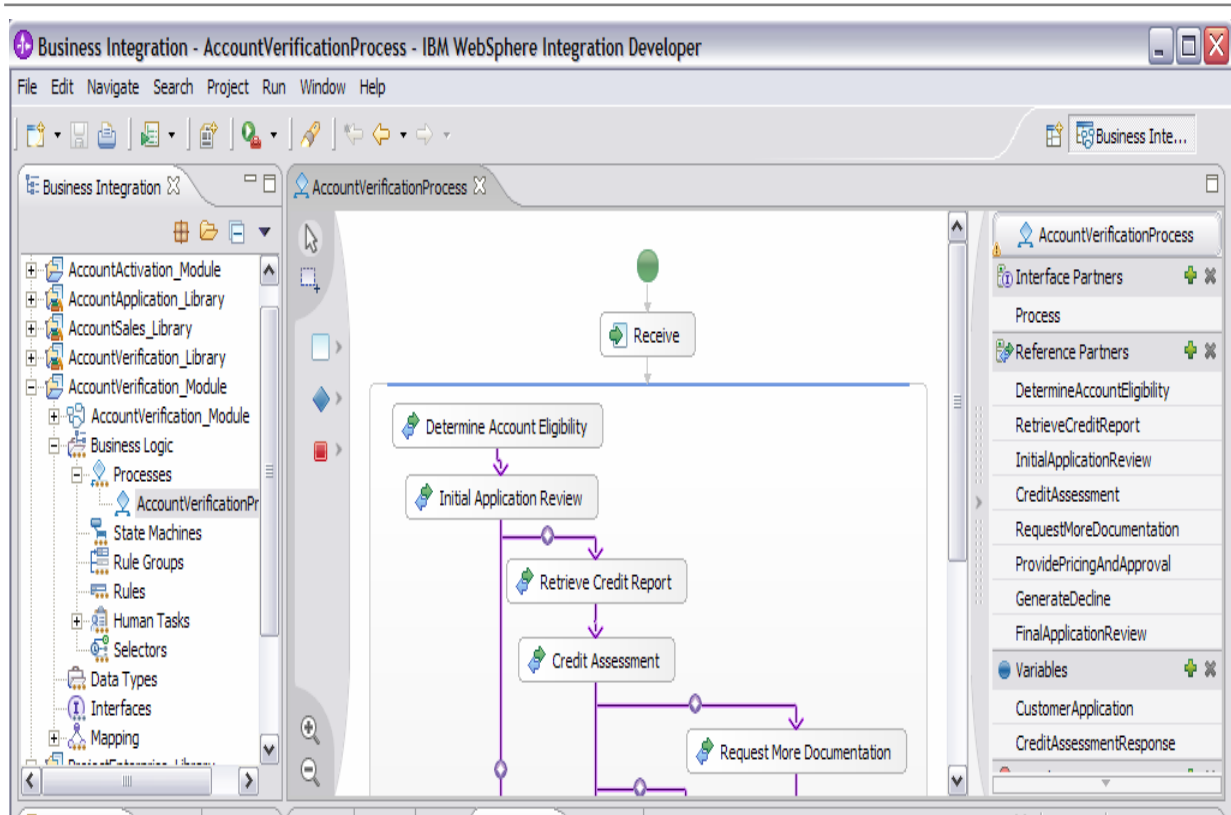 Business Integration - AccountVerificationProcess - IBM WebSphere Integration Developer
File Edit Navigate Search Project Run Window Help
Business Inte...
Business Integration
AccountActivation_Module
AccountApplication_Library
AccountSales_Library
AccountVerification_Library
AccountVerification_Module
AccountVerification_Module
Business Logic
Processes
AccountVerificationPr
State Machines
Rule Groups
Rules
Human Tasks
Selectors
Data Types
Interfaces
Mapping
AccountVerificationProcess
Receive
Determine Account Eligibility
Initial Application Review
Retrieve Credit Report
Credit Assessment
Request More Documentation
AccountVerificationProcess
Interface Partners
Process
Reference Partners
DetermineAccountEligibility
RetrieveCreditReport
InitialApplicationReview
CreditAssessment
RequestMoreDocumentation
ProvidePricingAndApproval
GenerateDecline
FinalApplicationReview
Variables
CustomerApplication
CreditAssessmentResponse